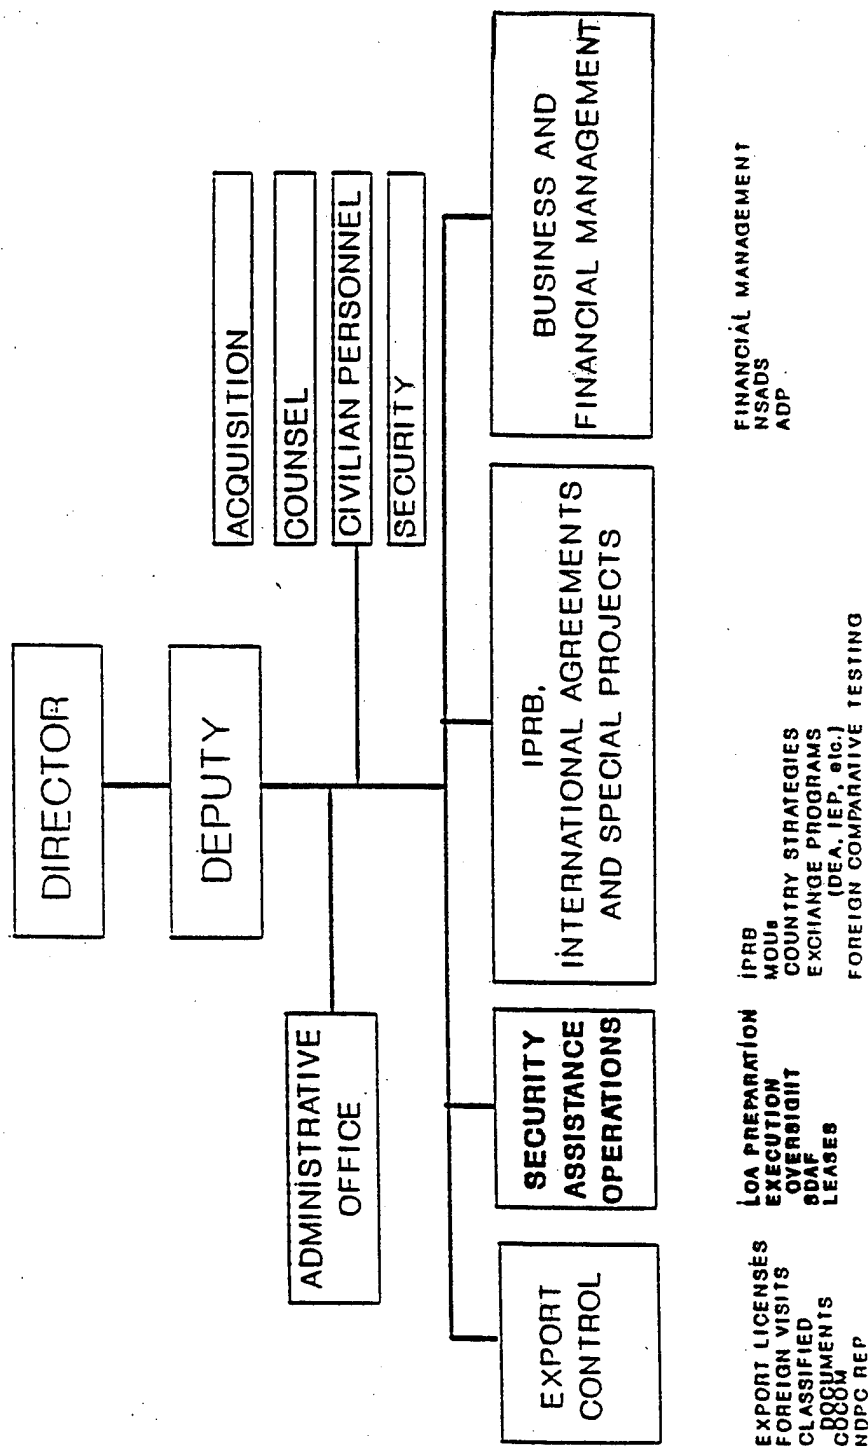 DIRECTOR
DEPUTY
ADMINISTRATIVE
OFFICE
ACQUISITION
COUNSEL
CIVILIAN PERSONNEL
SECURITY
EXPORT
CONTROL
SECURITY
ASSISTANCE
OPERATIONS
IPRB,
INTERNATIONAL AGREEMENTS
AND SPECIAL PROJECTS
BUSINESS AND
FINANCIAL MANAGEMENT
EXPORT LICENSES
FOREIGN VISITS
CLASSIFIED
DOCUMENTS
COCOM
NDPC REP
LOA PREPARATION
EXECUTION
OVERSIGHT
SDAF
LEASES
IPRB
MOUs
COUNTRY STRATEGIES
EXCHANGE PROGRAMS
(DEA, IEP, etc.)
FOREIGN COMPARATIVE TESTING
FINANCIAL MANAGEMENT
NSADS
ADP